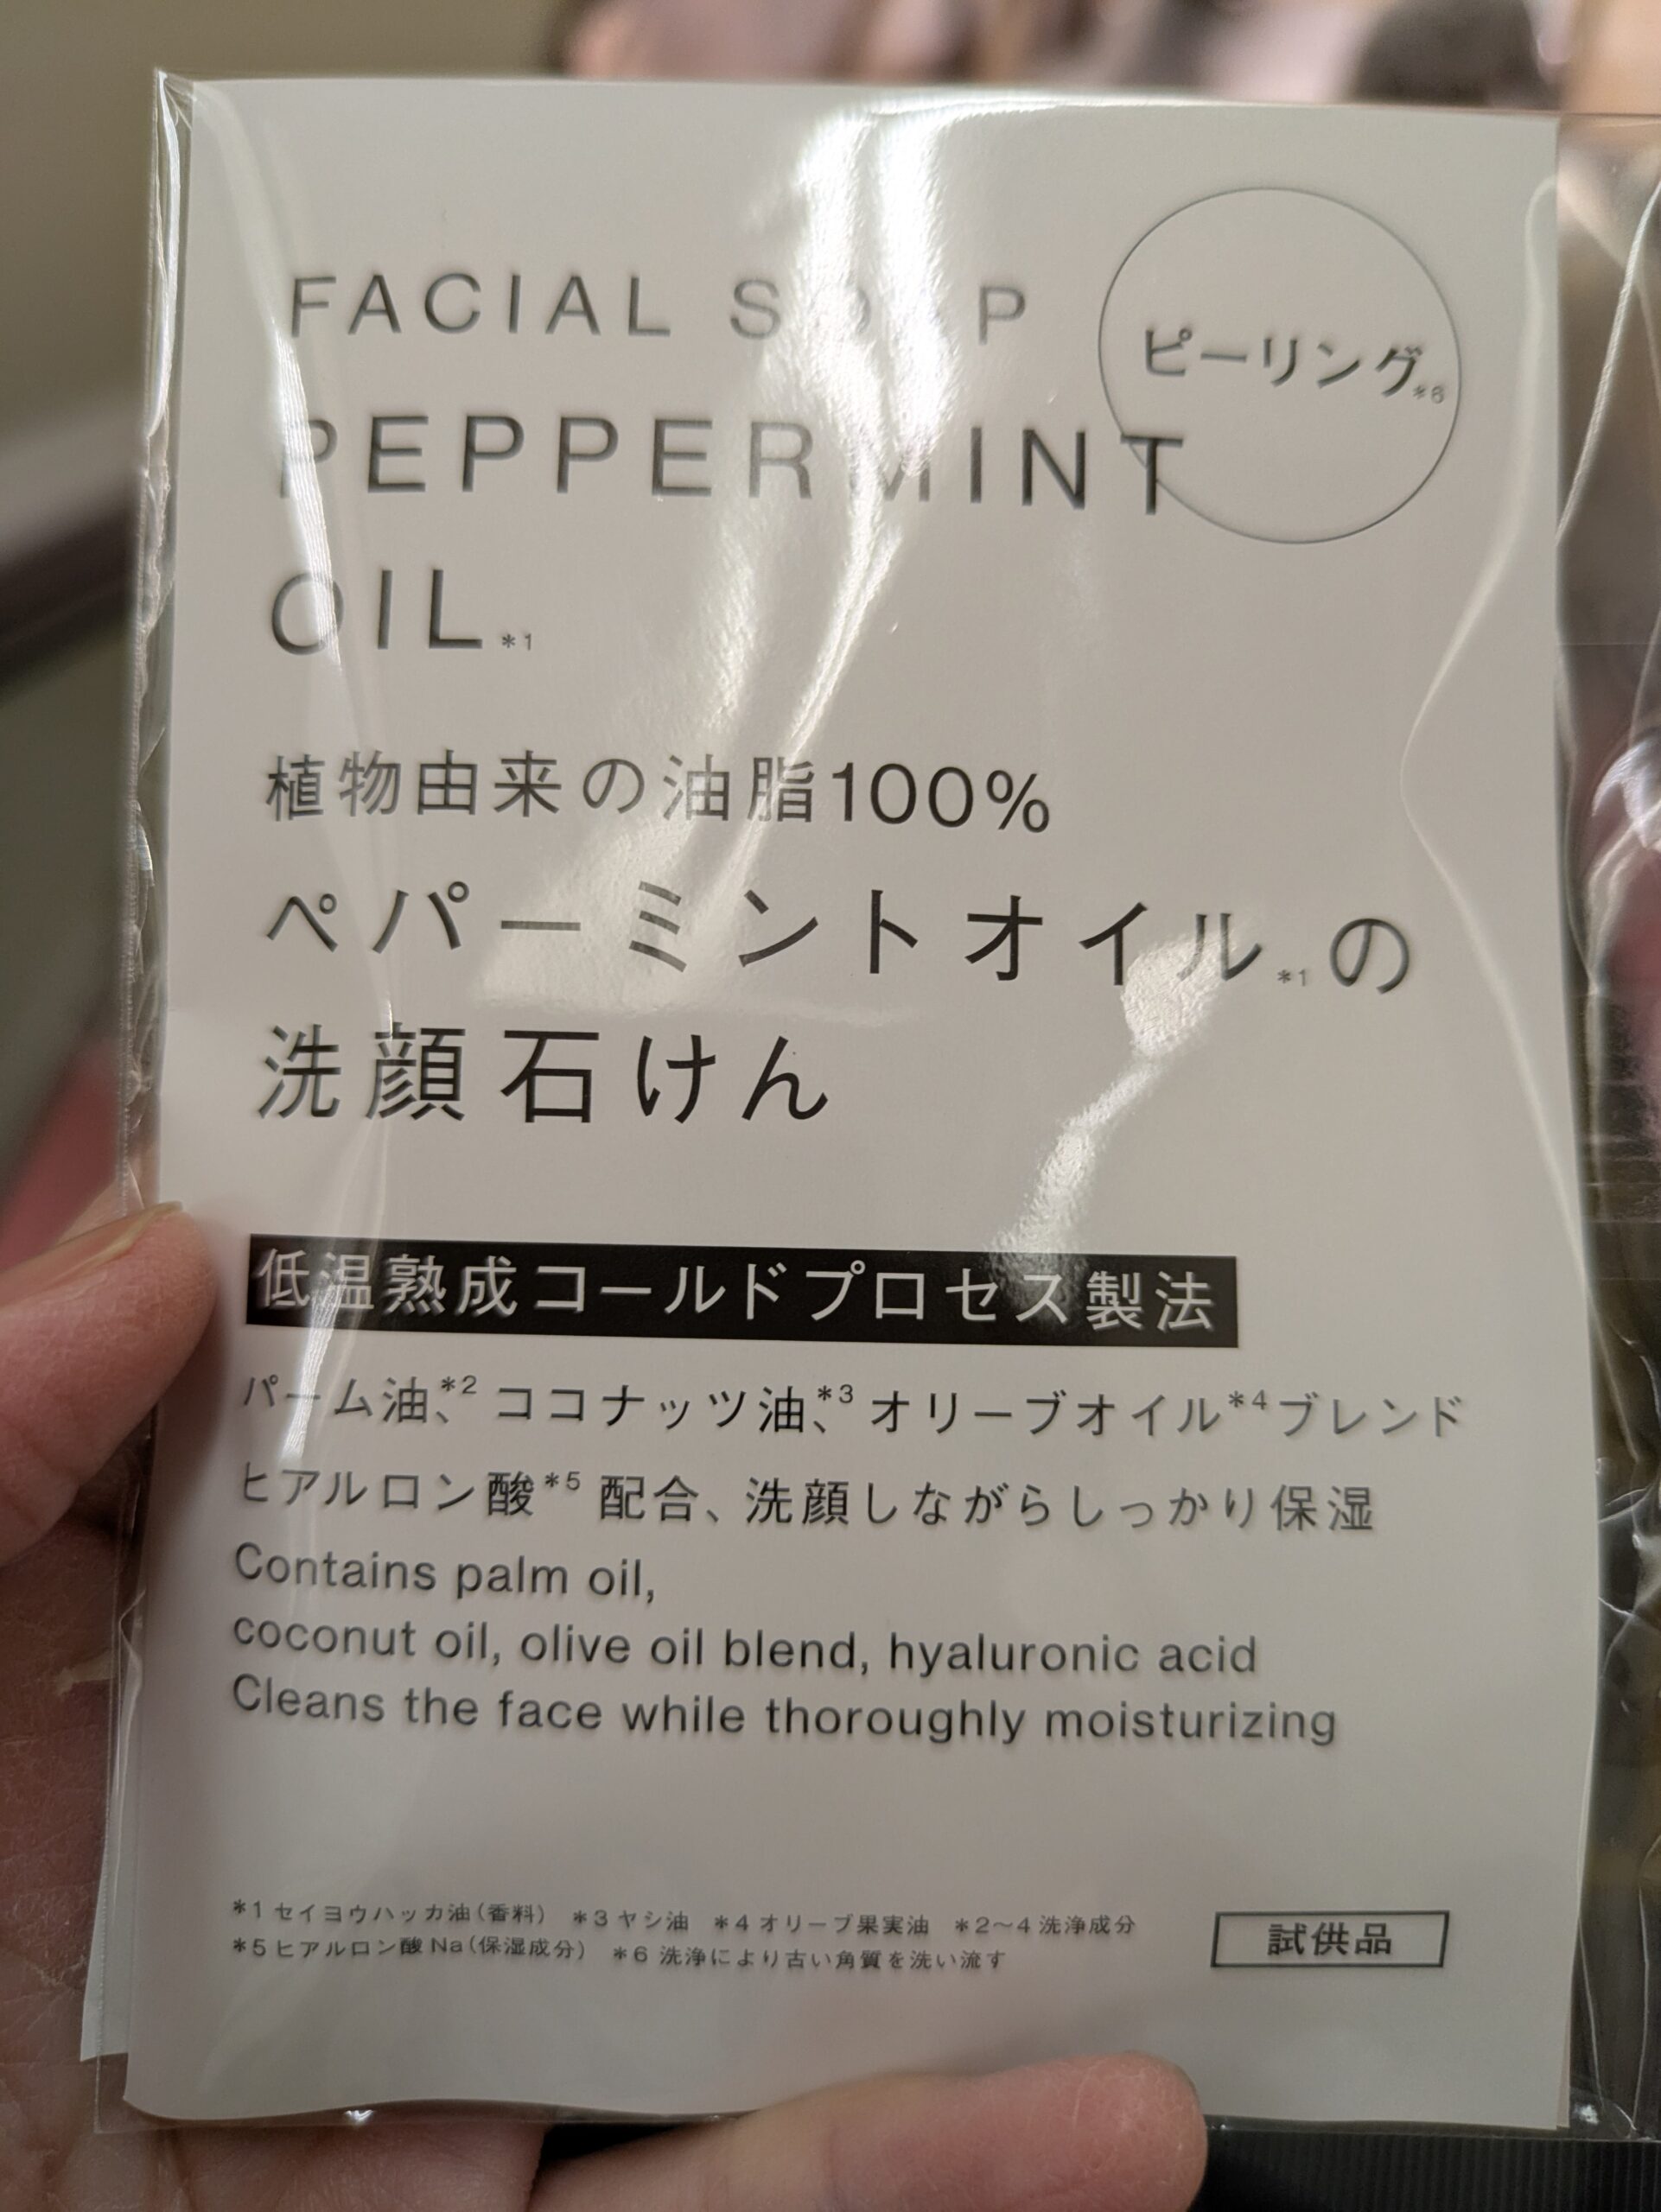 FACIAL SOAP
ピーリング*6
PEPPERMINT
OIL*1
植物由来の油脂100%
ペパーミントオイル*1の
洗顔石けん
低温熟成コールドプロセス製法
パーム油、*2 ココナッツ油、*3 オリーブオイル*4ブレンド
ヒアルロン酸*5 配合、洗顔しながらしっかり保湿
Contains palm oil,
coconut oil, olive oil blend, hyaluronic acid
Cleans the face while thoroughly moisturizing
*1 セイヨウハッカ油(香料) *3 ヤシ油 *4 オリーブ果実油 *2〜4 洗浄成分
*5 ヒアルロン酸Na(保湿成分) *6 洗浄により古い角質を洗い流す
試供品